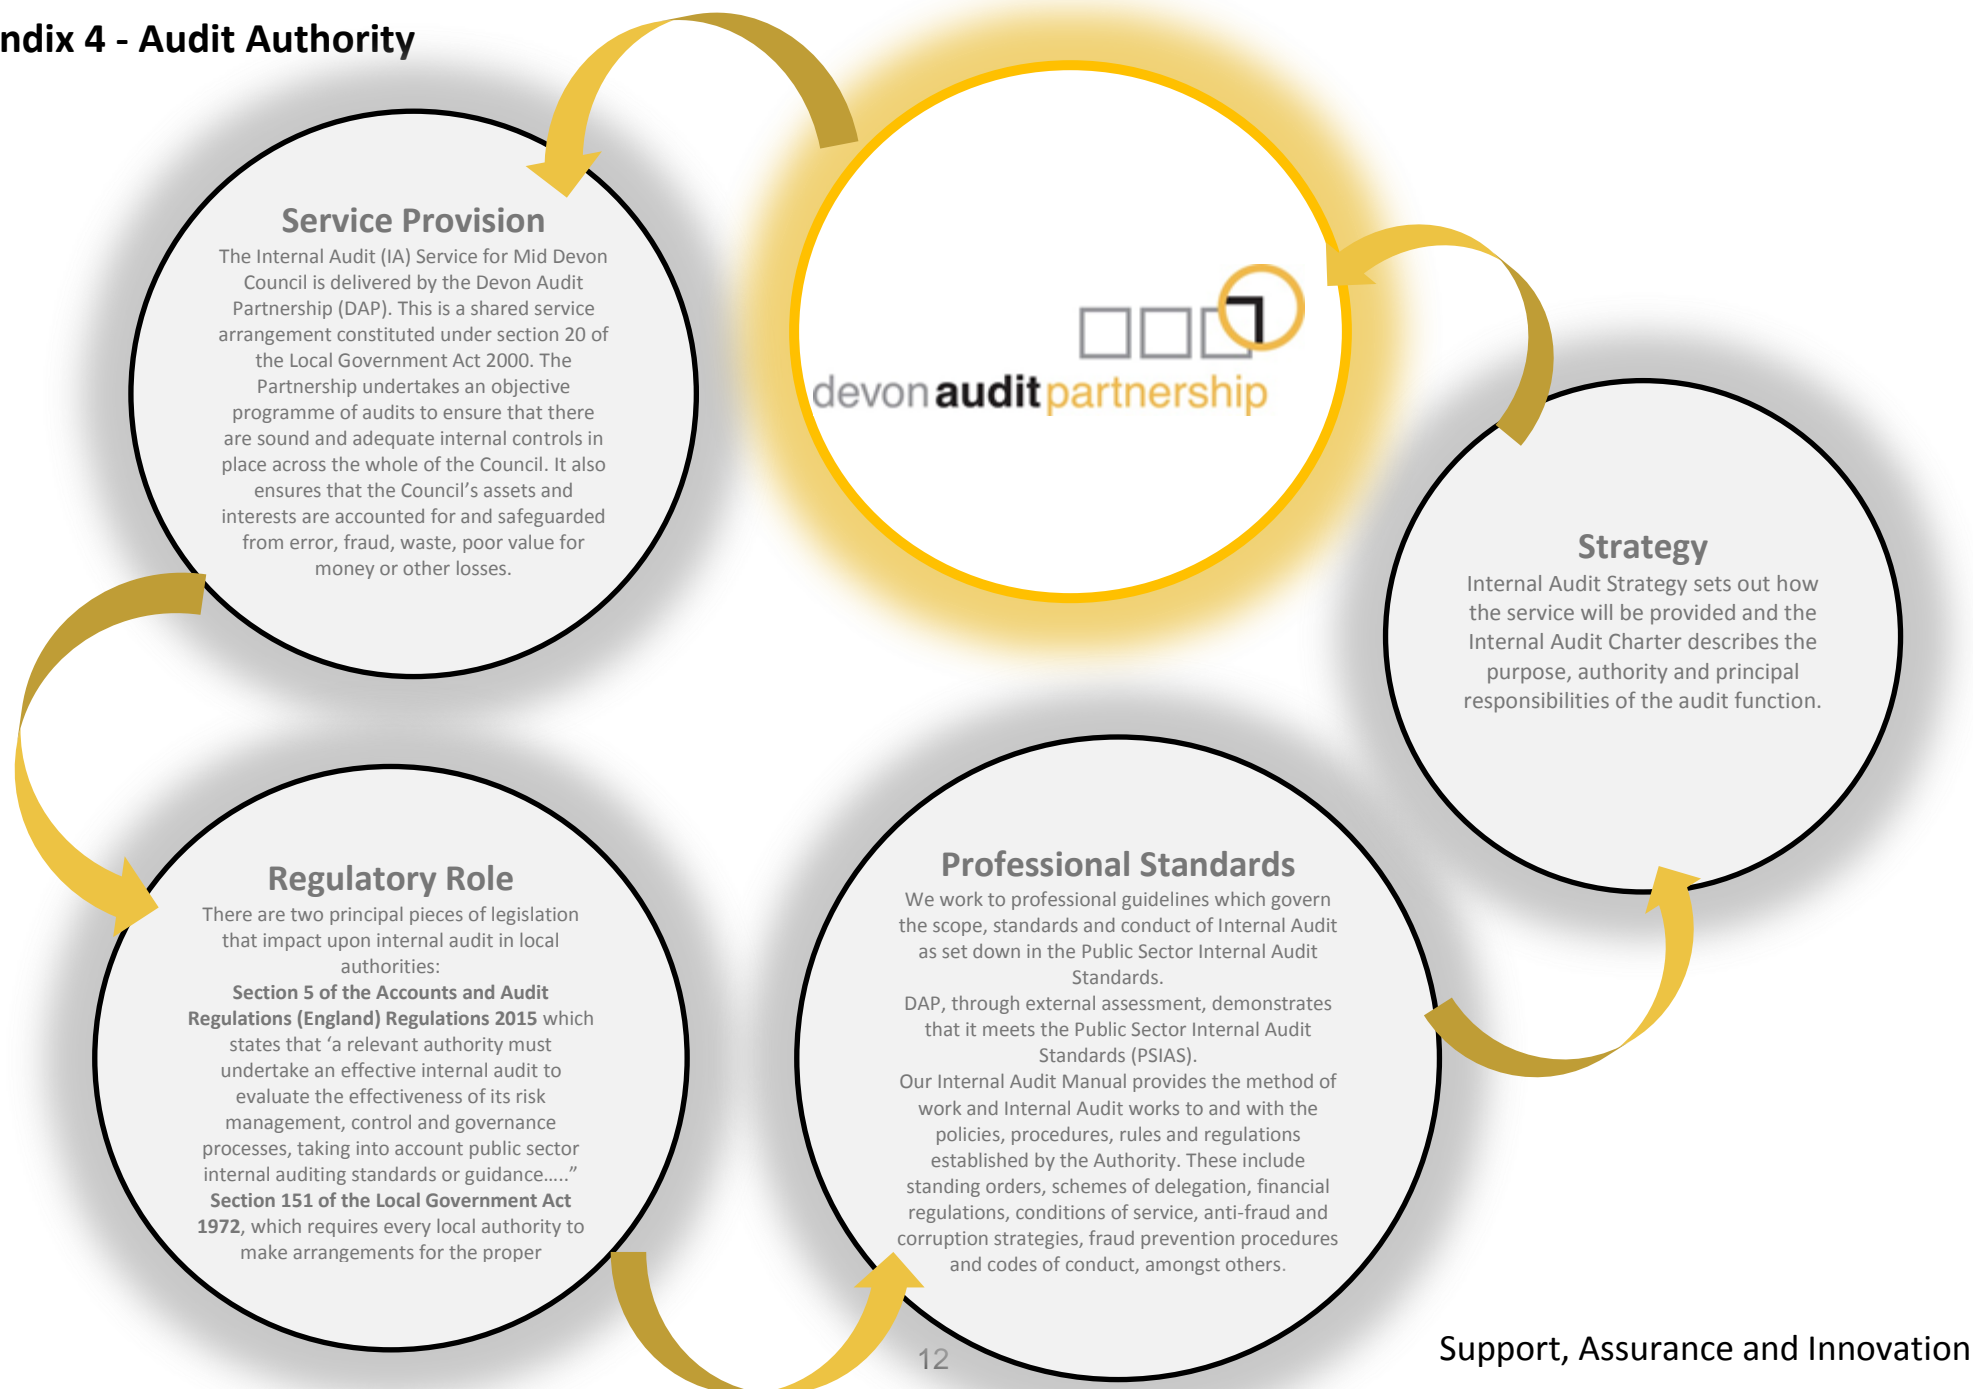 ndix 4 - Audit Authority
Service Provision
The Internal Audit (IA) Service for Mid Devon
Council is delivered by the Devon Audit
Partnership (DAP). This is a shared service
arrangement constituted under section 20 of
the Local Government Act 2000. The
Partnership undertakes an objective
programme of audits to ensure that there
are sound and adequate internal controls in
place across the whole of the Council. It also
ensures that the Council’s assets and
interests are accounted for and safeguarded
from error, fraud, waste, poor value for
money or other losses.
devon audit partnership
Strategy
Internal Audit Strategy sets out how
the service will be provided and the
Internal Audit Charter describes the
purpose, authority and principal
responsibilities of the audit function.
Regulatory Role
There are two principal pieces of legislation
that impact upon internal audit in local
authorities:
Section 5 of the Accounts and Audit
Regulations (England) Regulations 2015 which
states that ‘a relevant authority must
undertake an effective internal audit to
evaluate the effectiveness of its risk
management, control and governance
processes, taking into account public sector
internal auditing standards or guidance…..”
Section 151 of the Local Government Act
1972, which requires every local authority to
make arrangements for the proper
Professional Standards
We work to professional guidelines which govern
the scope, standards and conduct of Internal Audit
as set down in the Public Sector Internal Audit
Standards.
DAP, through external assessment, demonstrates
that it meets the Public Sector Internal Audit
Standards (PSIAS).
Our Internal Audit Manual provides the method of
work and Internal Audit works to and with the
policies, procedures, rules and regulations
established by the Authority. These include
standing orders, schemes of delegation, financial
regulations, conditions of service, anti-fraud and
corruption strategies, fraud prevention procedures
and codes of conduct, amongst others.
12
Support, Assurance and Innovation